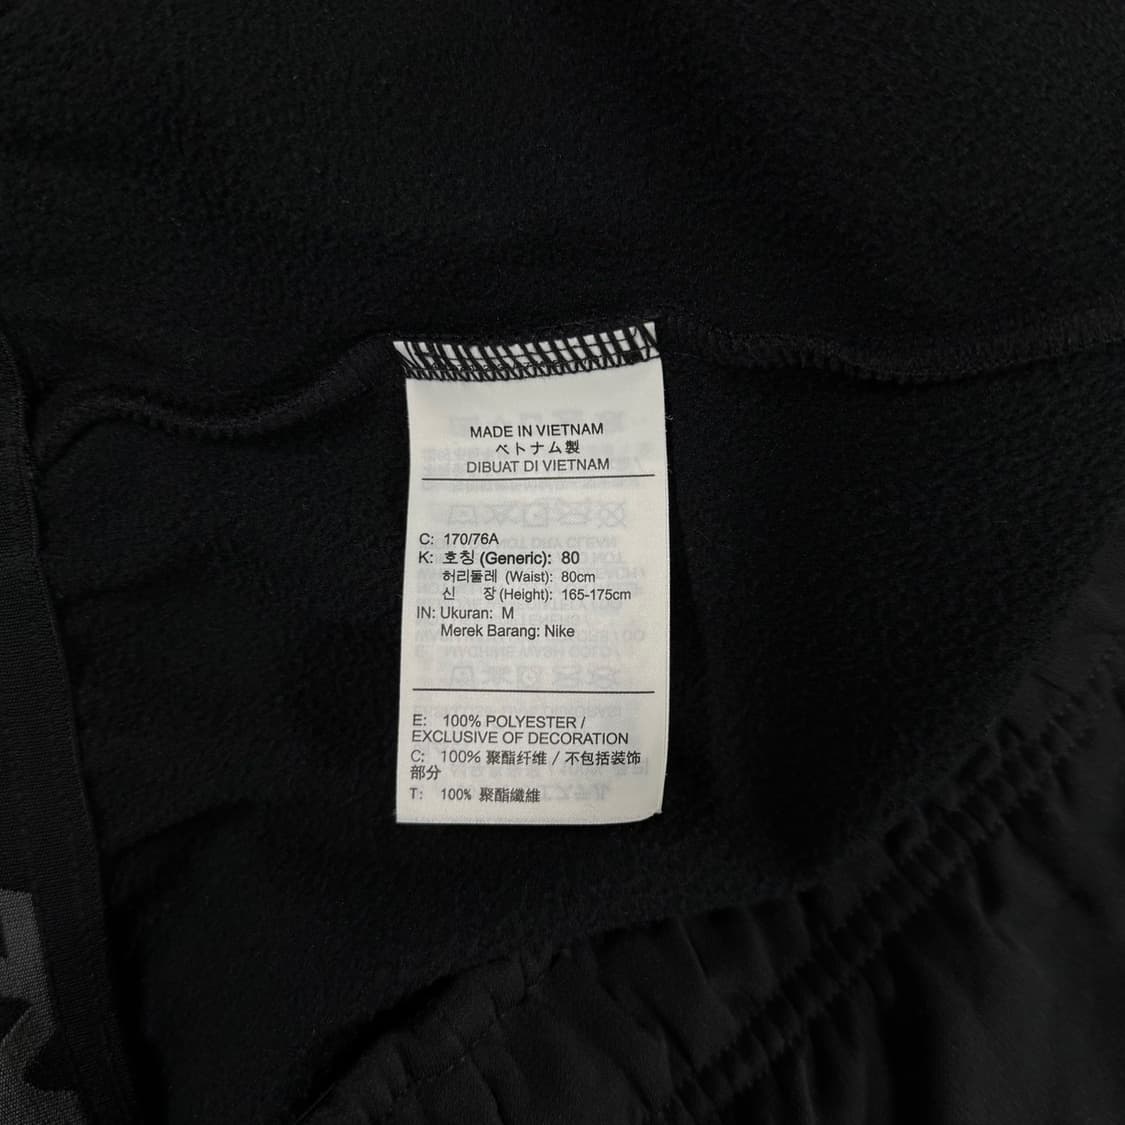 MADE IN VIETNAM
ベトナム製
DIBUAT DI VIETNAM
C: 170/76A
K: 호칭 (Generic): 80
허리둘레 (Waist): 80cm
신 장 (Height): 165-175cm
IN: Ukuran: M
Merek Barang: Nike
E: 100% POLYESTER /
EXCLUSIVE OF DECORATION
C: 100% 聚酯纤维 / 不包括装饰
部分
T: 100% 聚酯纖維